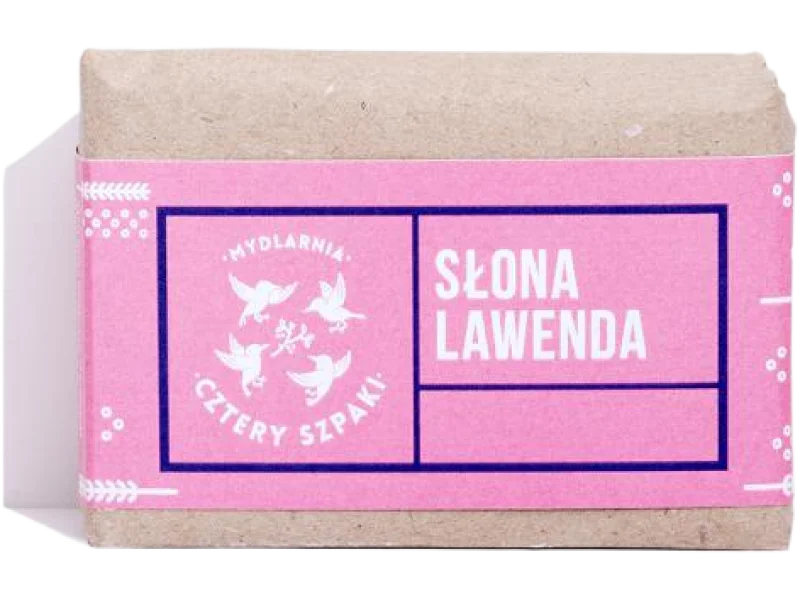 ·MYDLARNIA·
·CZTERY SZPAKI·
SŁONA
LAWENDA